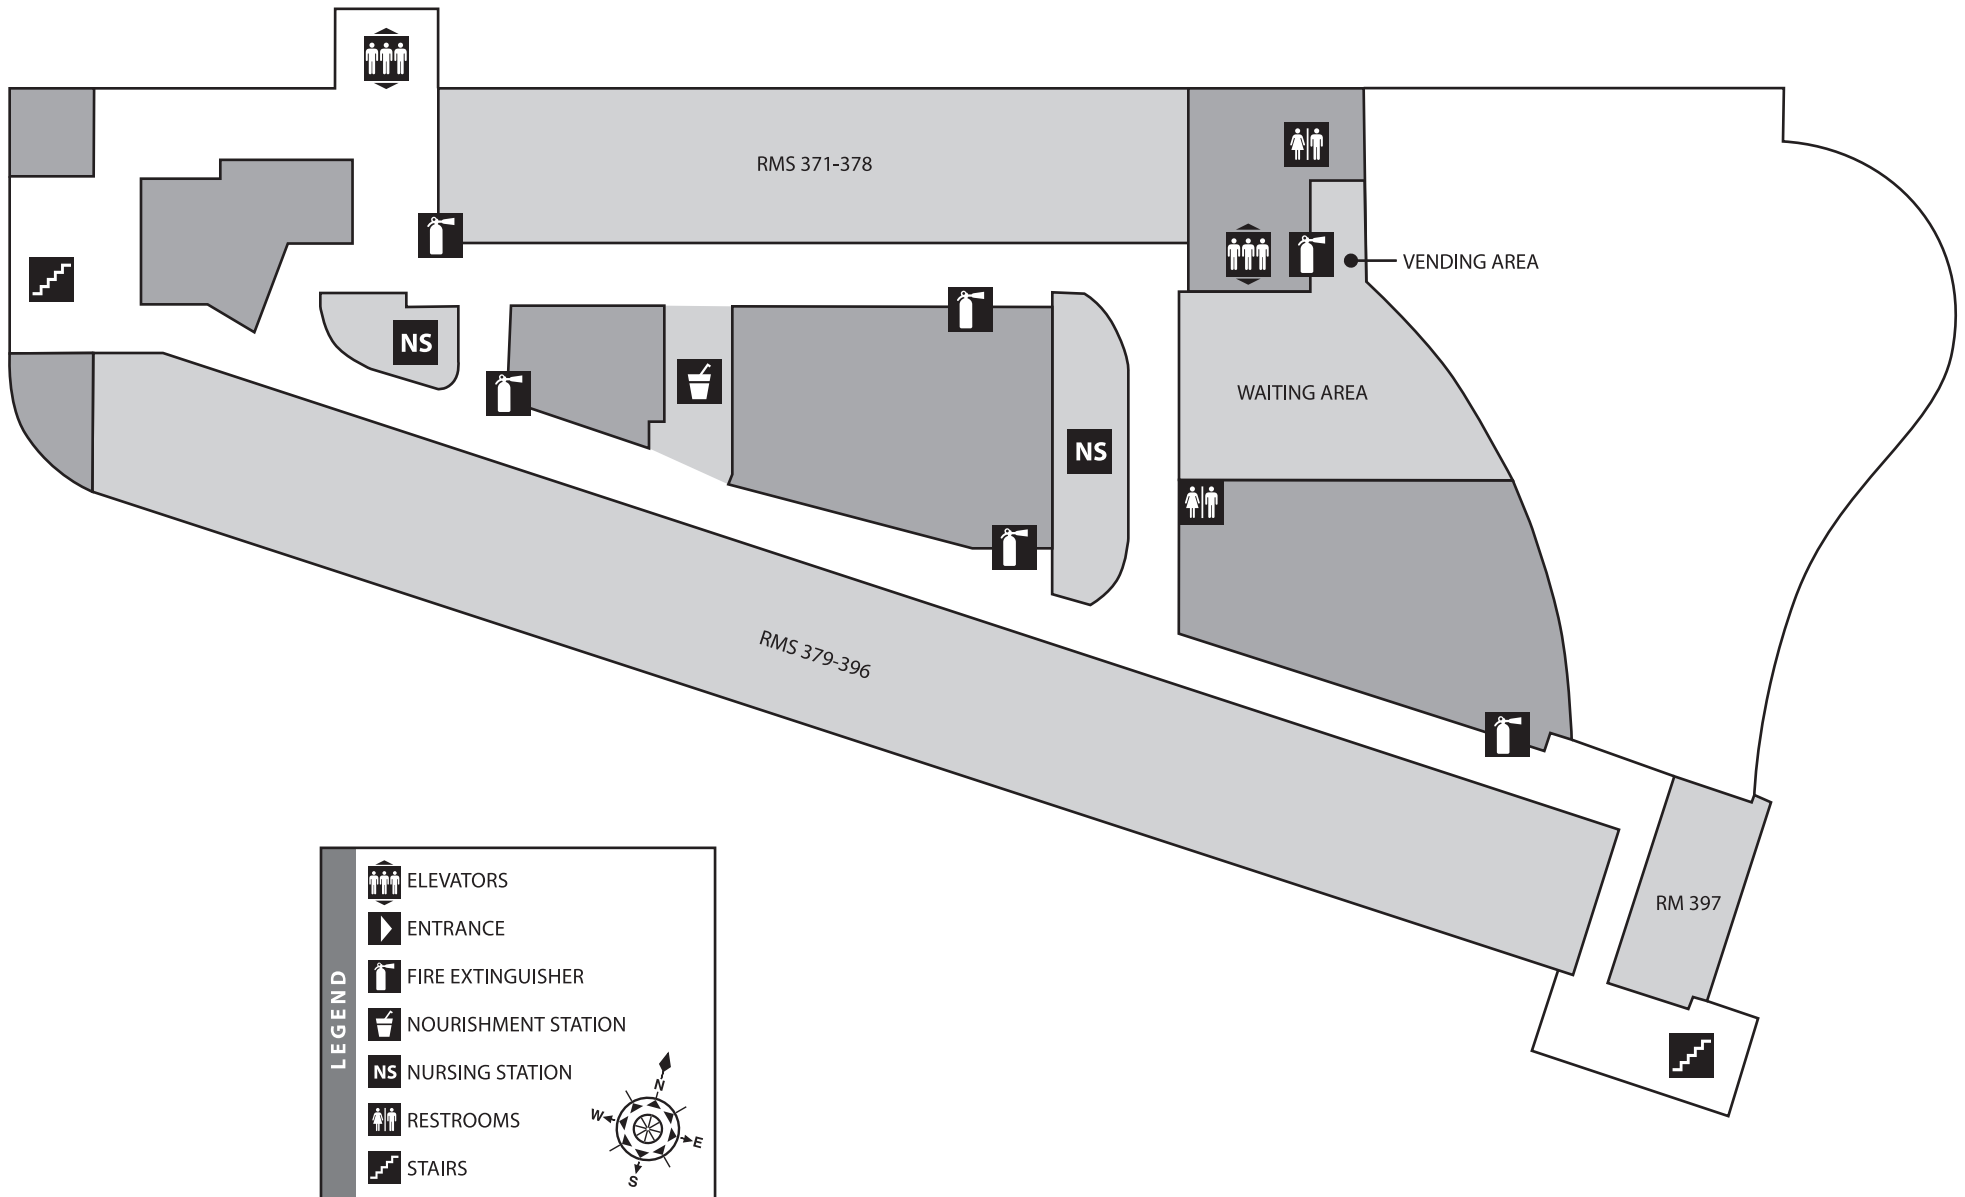 RMS 371-378
VENDING AREA
NS
WAITING AREA
NS
RMS 379-396
RM 397
LEGEND
ELEVATORS
ENTRANCE
FIRE EXTINGUISHER
NOURISHMENT STATION
NS NURSING STATION
RESTROOMS
STAIRS
N
W
E
S